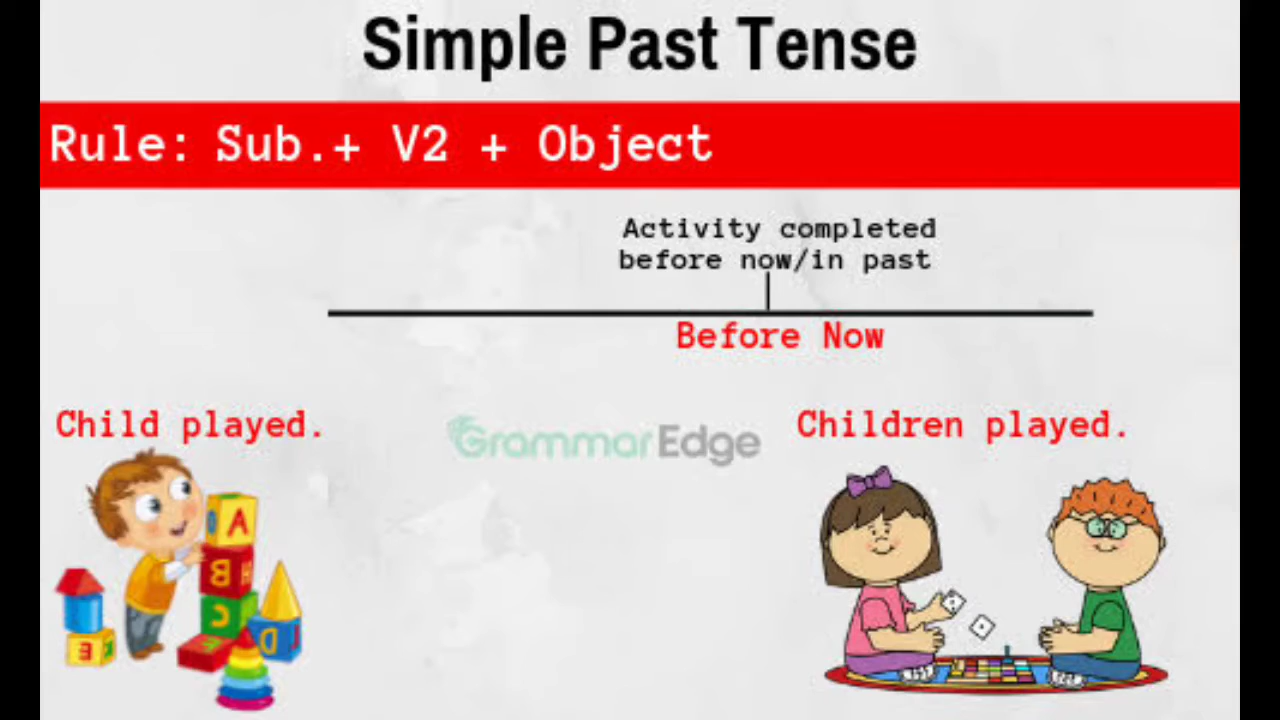 Simple Past Tense
Rule: Sub.+ V2 + Object
Activity completed
before now/in past
Before Now
Child played.
Children played.
GrammarEdge
A
B H
C
E
D
E